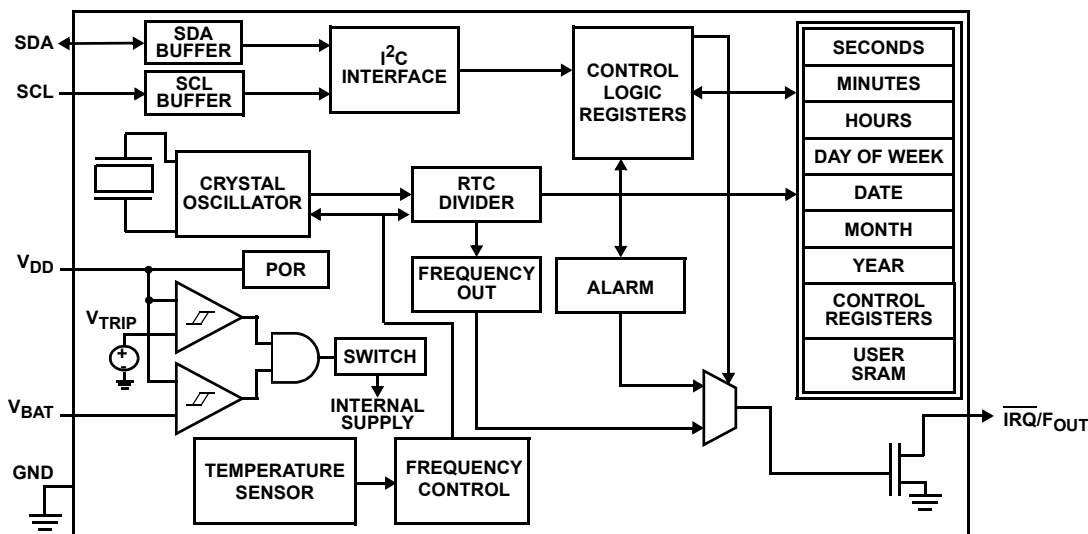 SDA
SDA
BUFFER
SCL
SCL
BUFFER
I²C
INTERFACE
CONTROL
LOGIC
REGISTERS
SECONDS
MINUTES
HOURS
DAY OF WEEK
DATE
MONTH
YEAR
CONTROL
REGISTERS
USER
SRAM
CRYSTAL
OSCILLATOR
RTC
DIVIDER
FREQUENCY
OUT
ALARM
VDD
POR
VTRIP
+
-
SWITCH
INTERNAL
SUPPLY
VBAT
GND
TEMPERATURE
SENSOR
FREQUENCY
CONTROL
I̅R̅Q̅/FOUT